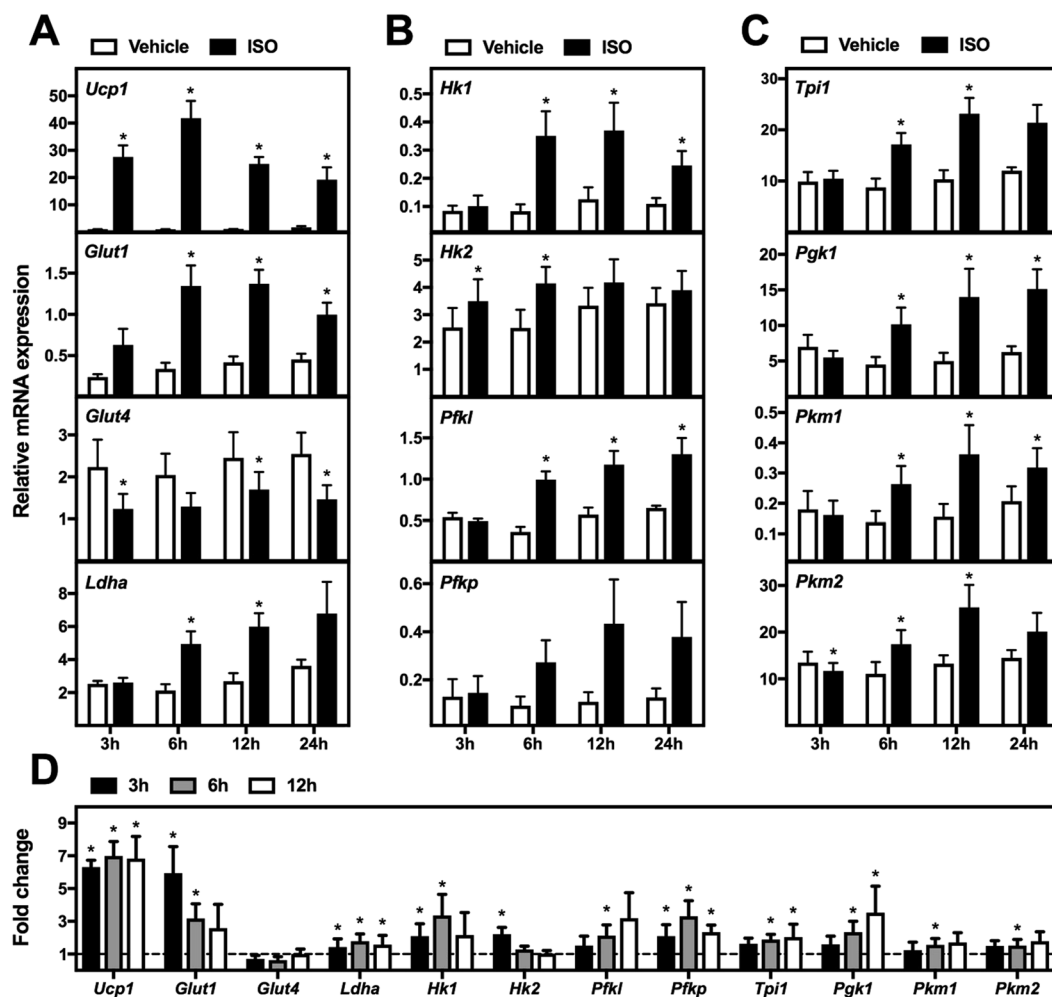 A
Vehicle ISO
Relative mRNA expression
Ucp1
50
40
30
20
10
Glut1
1.5
1.0
0.5
Glut4
3
2
1
Ldha
8
6
4
2
3h 6h 12h 24h
B
Vehicle ISO
Hk1
0.5
0.4
0.3
0.2
0.1
Hk2
5
4
3
2
1
Pfkl
1.5
1.0
0.5
Pfkp
0.6
0.4
0.2
3h 6h 12h 24h
C
Vehicle ISO
Tpi1
30
20
10
Pgk1
20
15
10
5
Pkm1
0.5
0.4
0.3
0.2
0.1
Pkm2
30
20
10
3h 6h 12h 24h
D
3h 6h 12h
Fold change
9
7
5
3
1
Ucp1 Glut1 Glut4 Ldha Hk1 Hk2 Pfkl Pfkp Tpi1 Pgk1 Pkm1 Pkm2